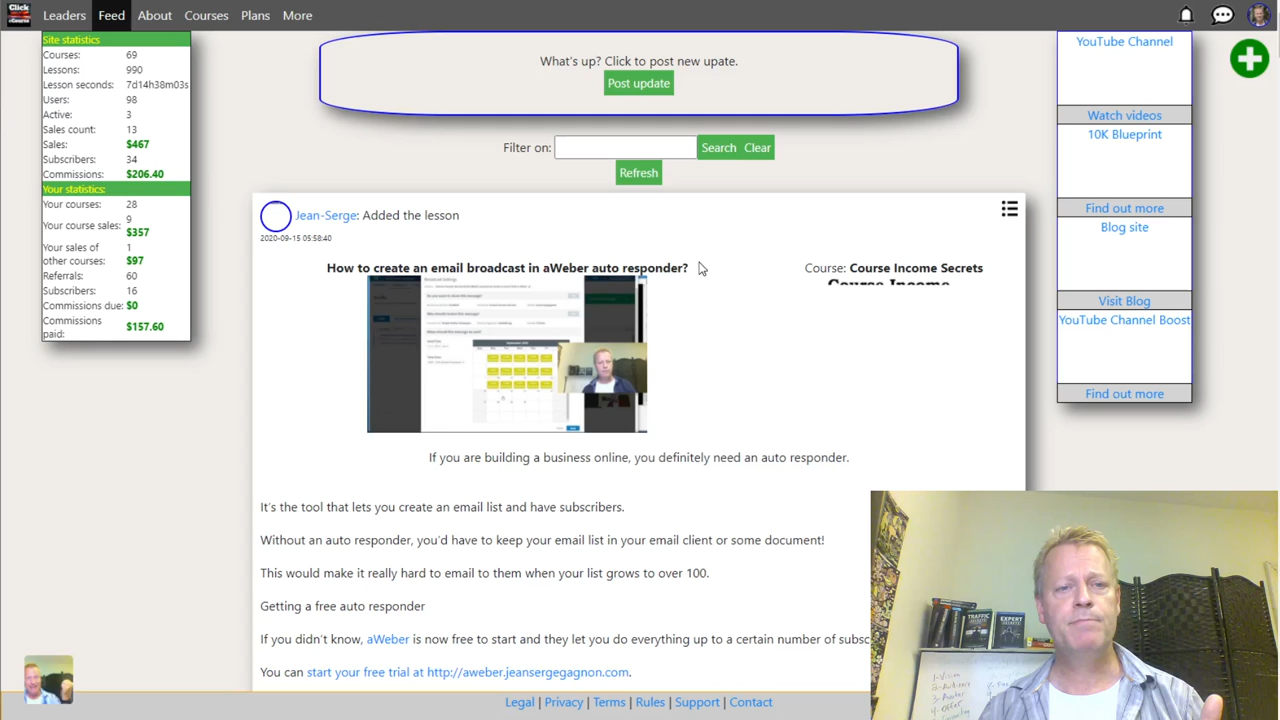 Click
eCourse
Leaders
Feed
About
Courses
Plans
More
Site statistics
Courses: 69
Lessons: 990
Lesson seconds: 7d14h38m03s
Users: 98
Active: 3
Sales count: 13
Sales: $467
Subscribers: 34
Commissions: $206.40
Your statistics:
Your courses: 28
Your course sales: 9
$357
Your sales of other courses: 1
$97
Referrals: 60
Subscribers: 16
Commissions due: $0
Commissions paid: $157.60
What's up? Click to post new upate.
Post update
Filter on:
Search
Clear
Refresh
Jean-Serge: Added the lesson
2020-09-15 05:58:40
How to create an email broadcast in aWeber auto responder?
Course: Course Income Secrets
Course Income
If you are building a business online, you definitely need an auto responder.
It's the tool that lets you create an email list and have subscribers.
Without an auto responder, you'd have to keep your email list in your email client or some document!
This would make it really hard to email to them when your list grows to over 100.
Getting a free auto responder
If you didn't know, aWeber is now free to start and they let you do everything up to a certain number of subsc
You can start your free trial at http://aweber.jeansergegagnon.com.
YouTube Channel
Watch videos
10K Blueprint
Find out more
Blog site
Visit Blog
YouTube Channel Boost
Find out more
TRAFFIC
SECRETS
EXPERT
SECRETS
1-Vision
Legal | Privacy | Terms | Rules | Support | Contact